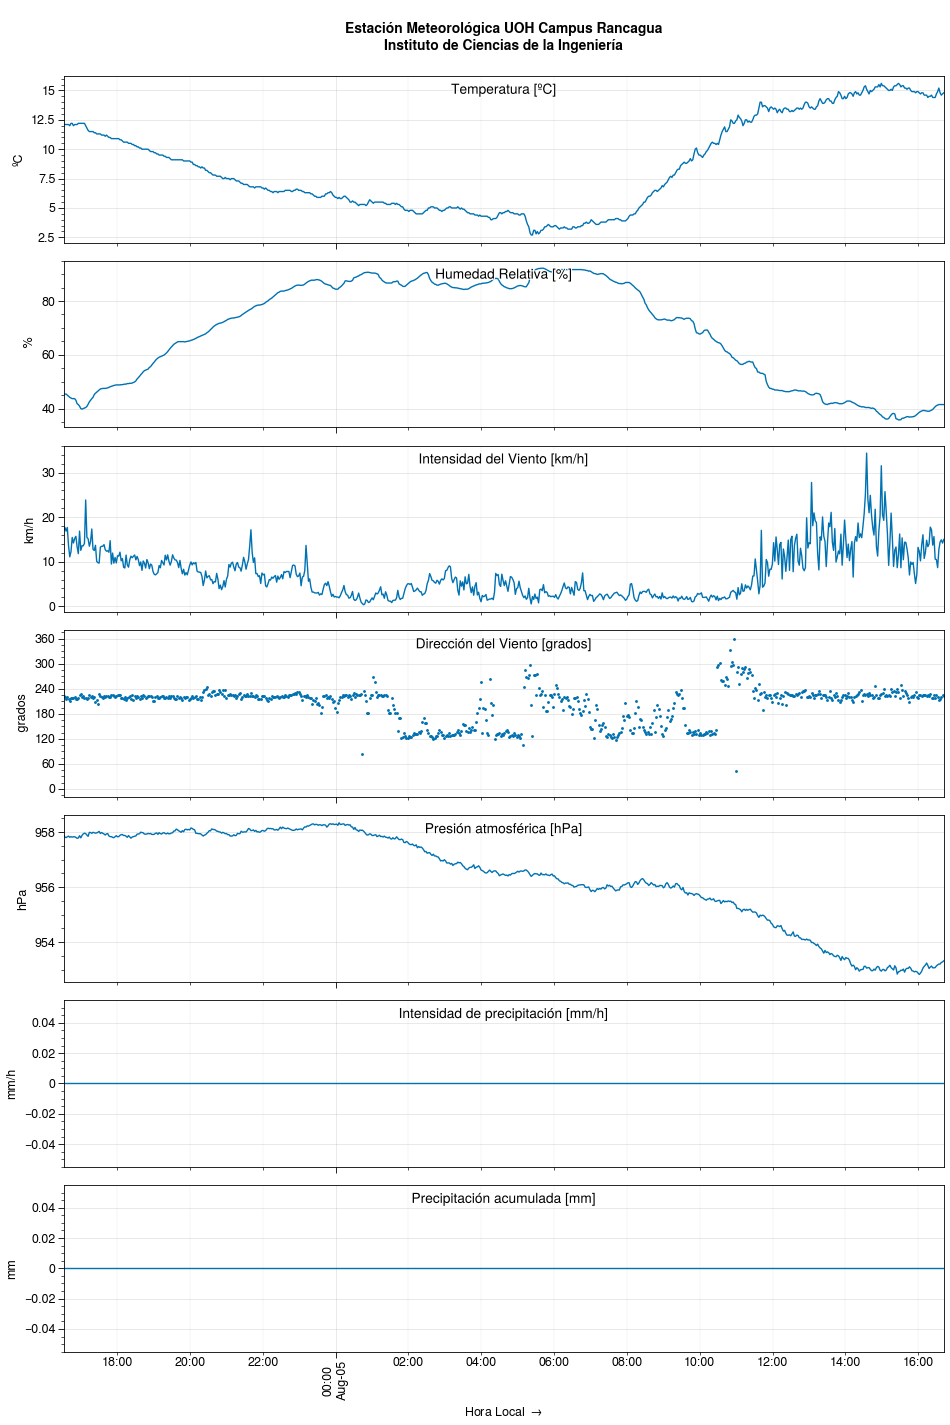 Estación Meteorológica UOH Campus Rancagua
Instituto de Ciencias de la Ingeniería
Temperatura [ºC]
ºC
15
12.5
10
7.5
5
2.5
Humedad Relativa [%]
%
80
60
40
Intensidad del Viento [km/h]
km/h
30
20
10
0
Dirección del Viento [grados]
grados
360
300
240
180
120
60
0
Presión atmosférica [hPa]
hPa
958
956
954
Intensidad de precipitación [mm/h]
mm/h
0.04
0.02
0
−0.02
−0.04
Precipitación acumulada [mm]
mm
0.04
0.02
0
−0.02
−0.04
18:00 20:00 22:00 00:00 02:00 04:00 06:00 08:00 10:00 12:00 14:00 16:00
Aug-05
Hora Local →